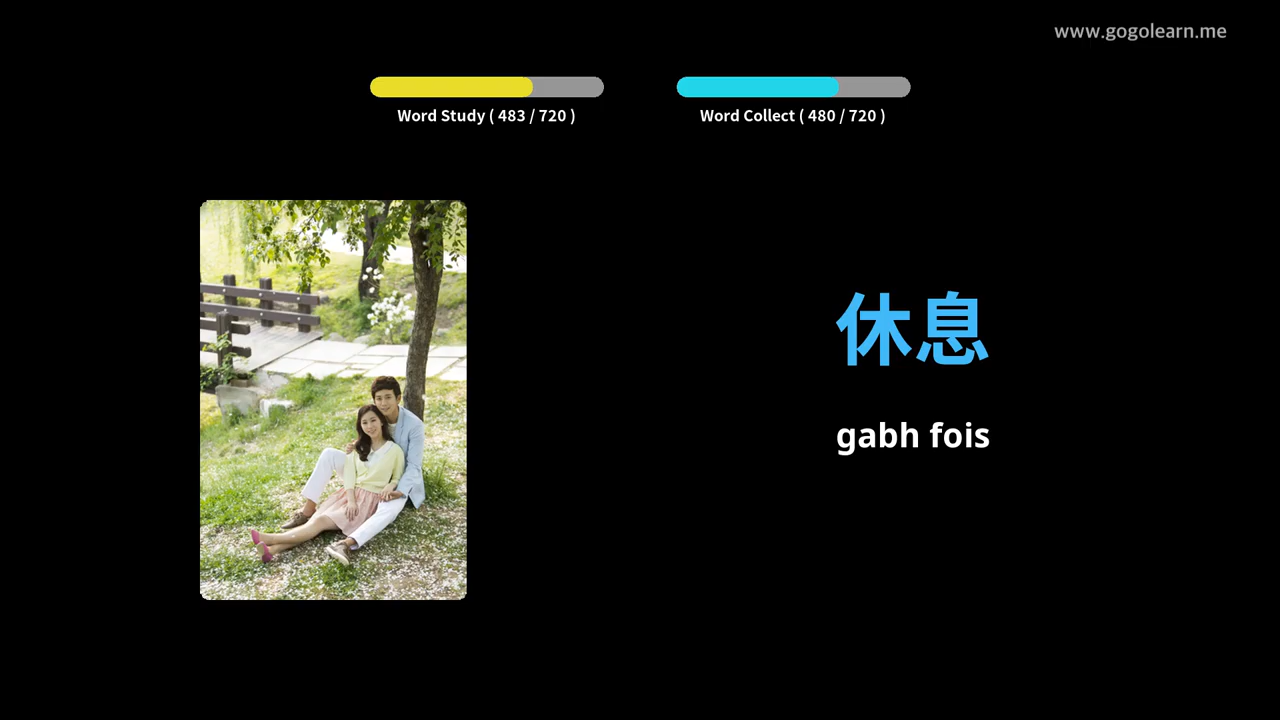 www.gogolearn.me
Word Study ( 483 / 720 )
Word Collect ( 480 / 720 )
休息
gabh fois